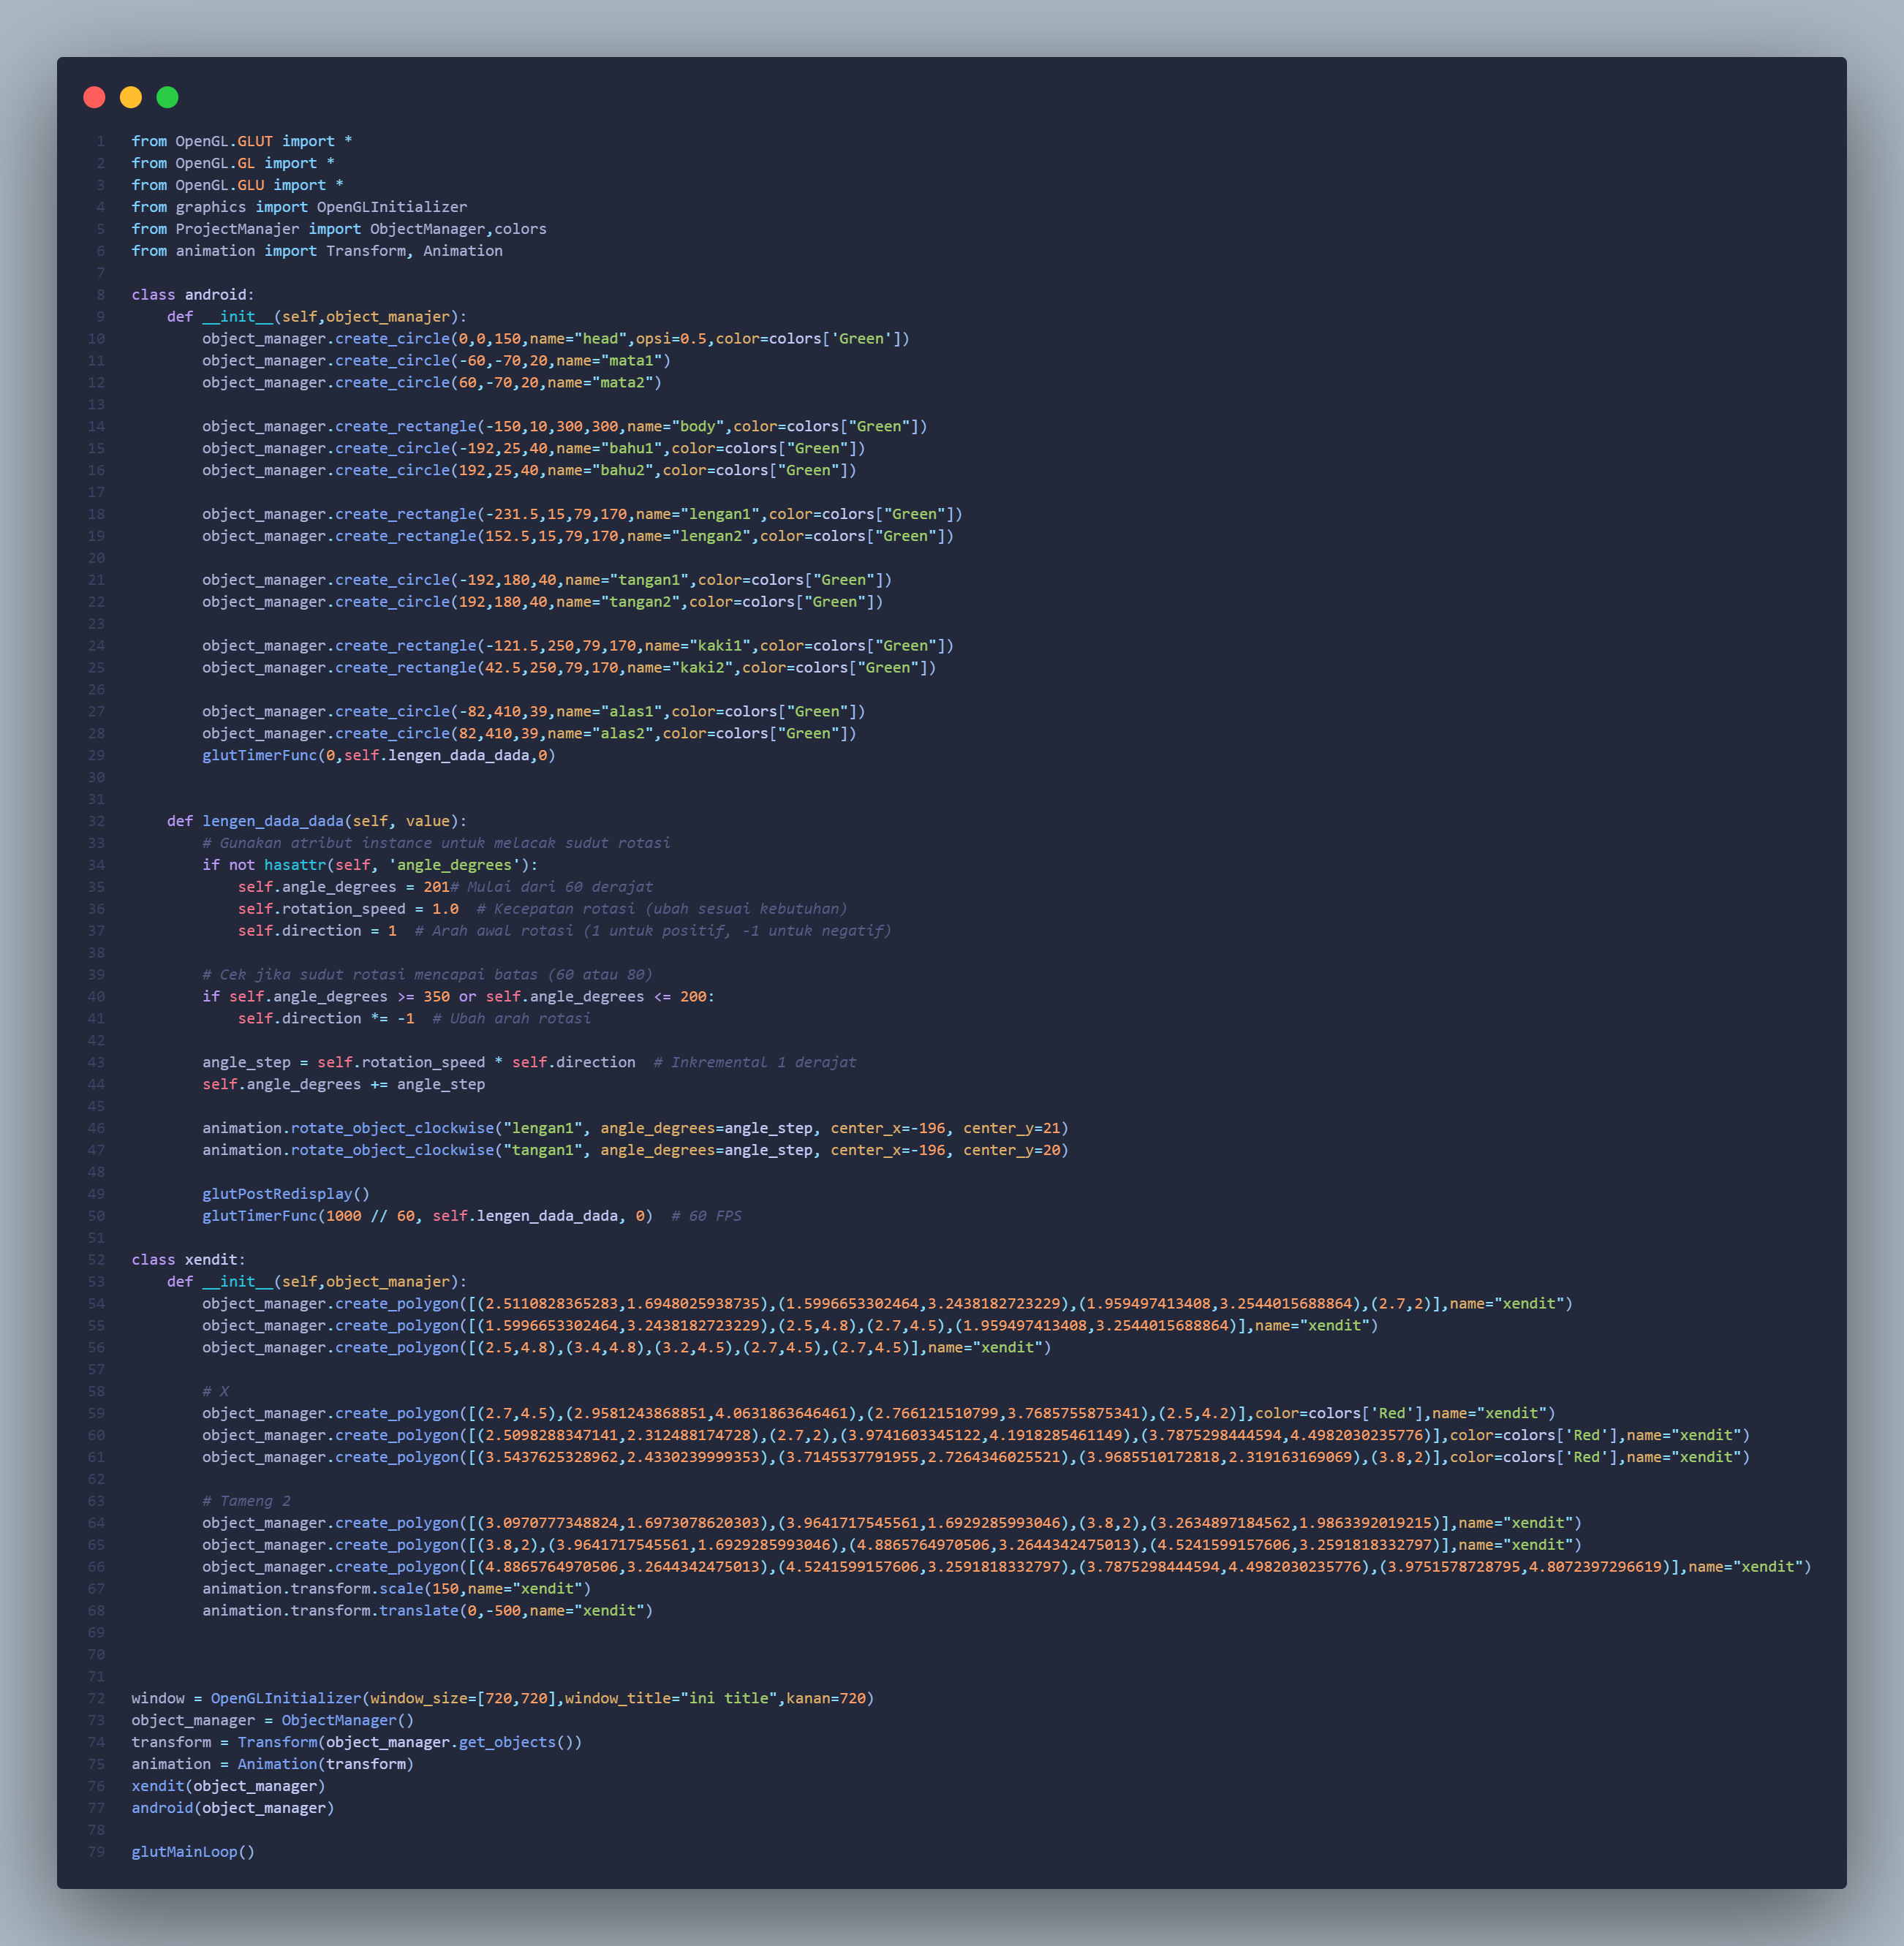 1 from OpenGL.GLUT import *
2 from OpenGL.GL import *
3 from OpenGL.GLU import *
4 from graphics import OpenGLInitializer
5 from ProjectManajer import ObjectManager,colors
6 from animation import Transform, Animation
7
8 class android:
9     def __init__(self,object_manajer):
10         object_manager.create_circle(0,0,150,name="head",opsi=0.5,color=colors['Green'])
11         object_manager.create_circle(-60,-70,20,name="mata1")
12         object_manager.create_circle(60,-70,20,name="mata2")
13
14         object_manager.create_rectangle(-150,10,300,300,name="body",color=colors["Green"])
15         object_manager.create_circle(-192,25,40,name="bahu1",color=colors["Green"])
16         object_manager.create_circle(192,25,40,name="bahu2",color=colors["Green"])
17
18         object_manager.create_rectangle(-231.5,15,79,170,name="lengan1",color=colors["Green"])
19         object_manager.create_rectangle(152.5,15,79,170,name="lengan2",color=colors["Green"])
20
21         object_manager.create_circle(-192,180,40,name="tangan1",color=colors["Green"])
22         object_manager.create_circle(192,180,40,name="tangan2",color=colors["Green"])
23
24         object_manager.create_rectangle(-121.5,250,79,170,name="kaki1",color=colors["Green"])
25         object_manager.create_rectangle(42.5,250,79,170,name="kaki2",color=colors["Green"])
26
27         object_manager.create_circle(-82,410,39,name="alas1",color=colors["Green"])
28         object_manager.create_circle(82,410,39,name="alas2",color=colors["Green"])
29         glutTimerFunc(0,self.lengen_dada_dada,0)
30
31
32     def lengen_dada_dada(self, value):
33         # Gunakan atribut instance untuk melacak sudut rotasi
34         if not hasattr(self, 'angle_degrees'):
35             self.angle_degrees = 201# Mulai dari 60 derajat
36             self.rotation_speed = 1.0  # Kecepatan rotasi (ubah sesuai kebutuhan)
37             self.direction = 1  # Arah awal rotasi (1 untuk positif, -1 untuk negatif)
38
39         # Cek jika sudut rotasi mencapai batas (60 atau 80)
40         if self.angle_degrees >= 350 or self.angle_degrees <= 200:
41             self.direction *= -1  # Ubah arah rotasi
42
43         angle_step = self.rotation_speed * self.direction  # Inkremental 1 derajat
44         self.angle_degrees += angle_step
45
46         animation.rotate_object_clockwise("lengan1", angle_degrees=angle_step, center_x=-196, center_y=21)
47         animation.rotate_object_clockwise("tangan1", angle_degrees=angle_step, center_x=-196, center_y=20)
48
49         glutPostRedisplay()
50         glutTimerFunc(1000 // 60, self.lengen_dada_dada, 0)  # 60 FPS
51
52 class xendit:
53     def __init__(self,object_manajer):
54         object_manager.create_polygon([(2.5110828365283,1.6948025938735),(1.5996653302464,3.2438182723229),(1.959497413408,3.2544015688864),(2.7,2)],name="xendit")
55         object_manager.create_polygon([(1.5996653302464,3.2438182723229),(2.5,4.8),(2.7,4.5),(1.959497413408,3.2544015688864)],name="xendit")
56         object_manager.create_polygon([(2.5,4.8),(3.4,4.8),(3.2,4.5),(2.7,4.5),(2.7,4.5)],name="xendit")
57
58         # X
59         object_manager.create_polygon([(2.7,4.5),(2.9581243868851,4.0631863646461),(2.766121510799,3.7685755875341),(2.5,4.2)],color=colors['Red'],name="xendit")
60         object_manager.create_polygon([(2.5098288347141,2.312488174728),(2.7,2),(3.9741603345122,4.1918285461149),(3.7875298444594,4.4982030235776)],color=colors['Red'],name="xendit")
61         object_manager.create_polygon([(3.5437625328962,2.4330239999353),(3.7145537791955,2.7264346025521),(3.9685510172818,2.319163169069),(3.8,2)],color=colors['Red'],name="xendit")
62
63         # Tameng 2
64         object_manager.create_polygon([(3.0970777348824,1.6973078620303),(3.9641717545561,1.6929285993046),(3.8,2),(3.2634897184562,1.9863392019215)],name="xendit")
65         object_manager.create_polygon([(3.8,2),(3.9641717545561,1.6929285993046),(4.8865764970506,3.2644342475013),(4.5241599157606,3.2591818332797)],name="xendit")
66         object_manager.create_polygon([(4.8865764970506,3.2644342475013),(4.5241599157606,3.2591818332797),(3.7875298444594,4.4982030235776),(3.9751578728795,4.8072397296619)],name="xendit")
67         animation.transform.scale(150,name="xendit")
68         animation.transform.translate(0,-500,name="xendit")
69
70
71
72 window = OpenGLInitializer(window_size=[720,720],window_title="ini title",kanan=720)
73 object_manager = ObjectManager()
74 transform = Transform(object_manager.get_objects())
75 animation = Animation(transform)
76 xendit(object_manager)
77 android(object_manager)
78
79 glutMainLoop()